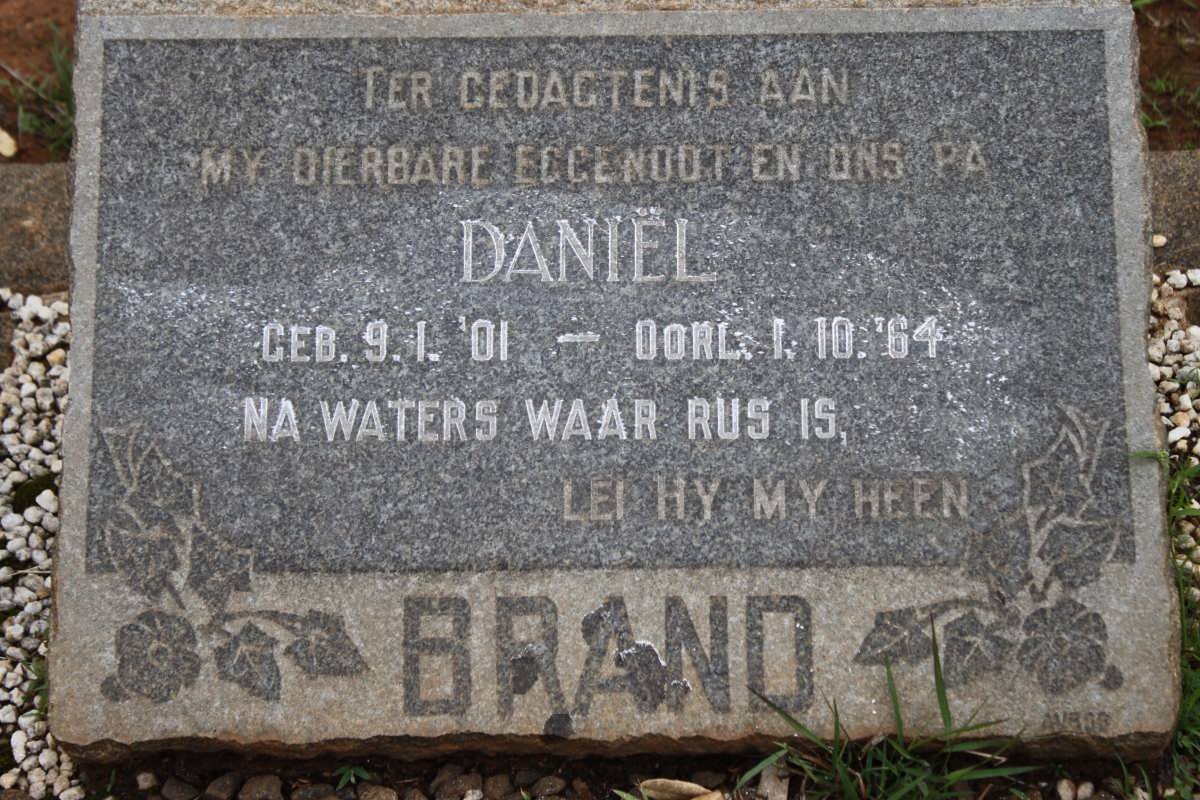 TER GEDAGTENIS AAN
MY DIERBARE EGGENOOT EN ONS PA
DANIËL
GEB. 9.1. '01 — OORL. 1.10. '64
NA WATERS WAAR RUS IS,
LEI HY MY HEEN
BRAND